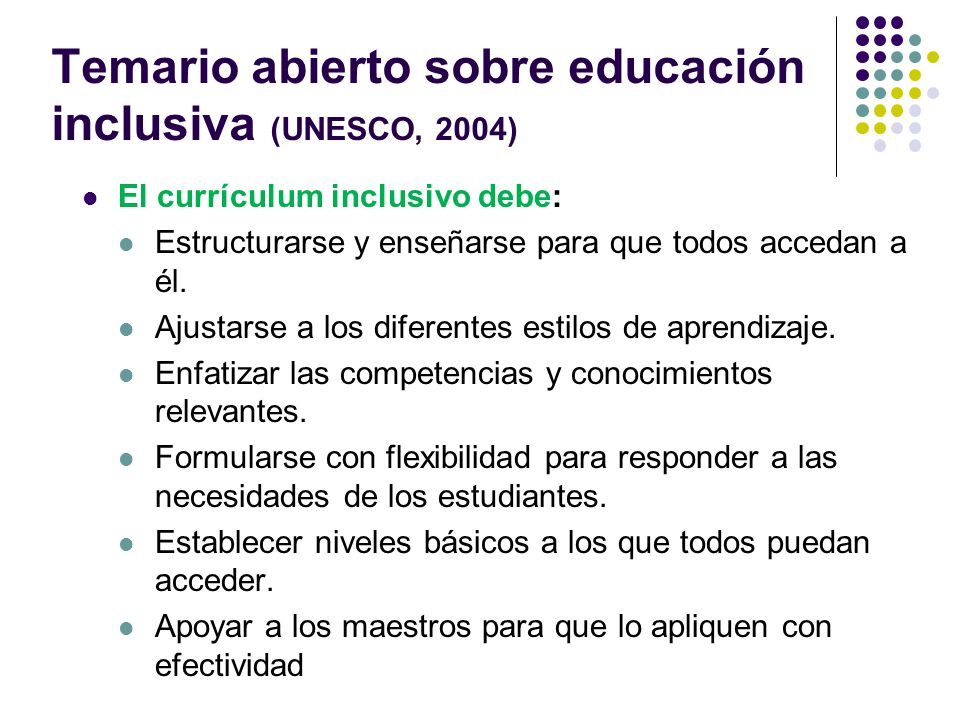 Temario abierto sobre educación
inclusiva (UNESCO, 2004)
El currículum inclusivo debe:
Estructurarse y enseñarse para que todos accedan a
él.
Ajustarse a los diferentes estilos de aprendizaje.
Enfatizar las competencias y conocimientos
relevantes.
Formularse con flexibilidad para responder a las
necesidades de los estudiantes.
Establecer niveles básicos a los que todos puedan
acceder.
Apoyar a los maestros para que lo apliquen con
efectividad